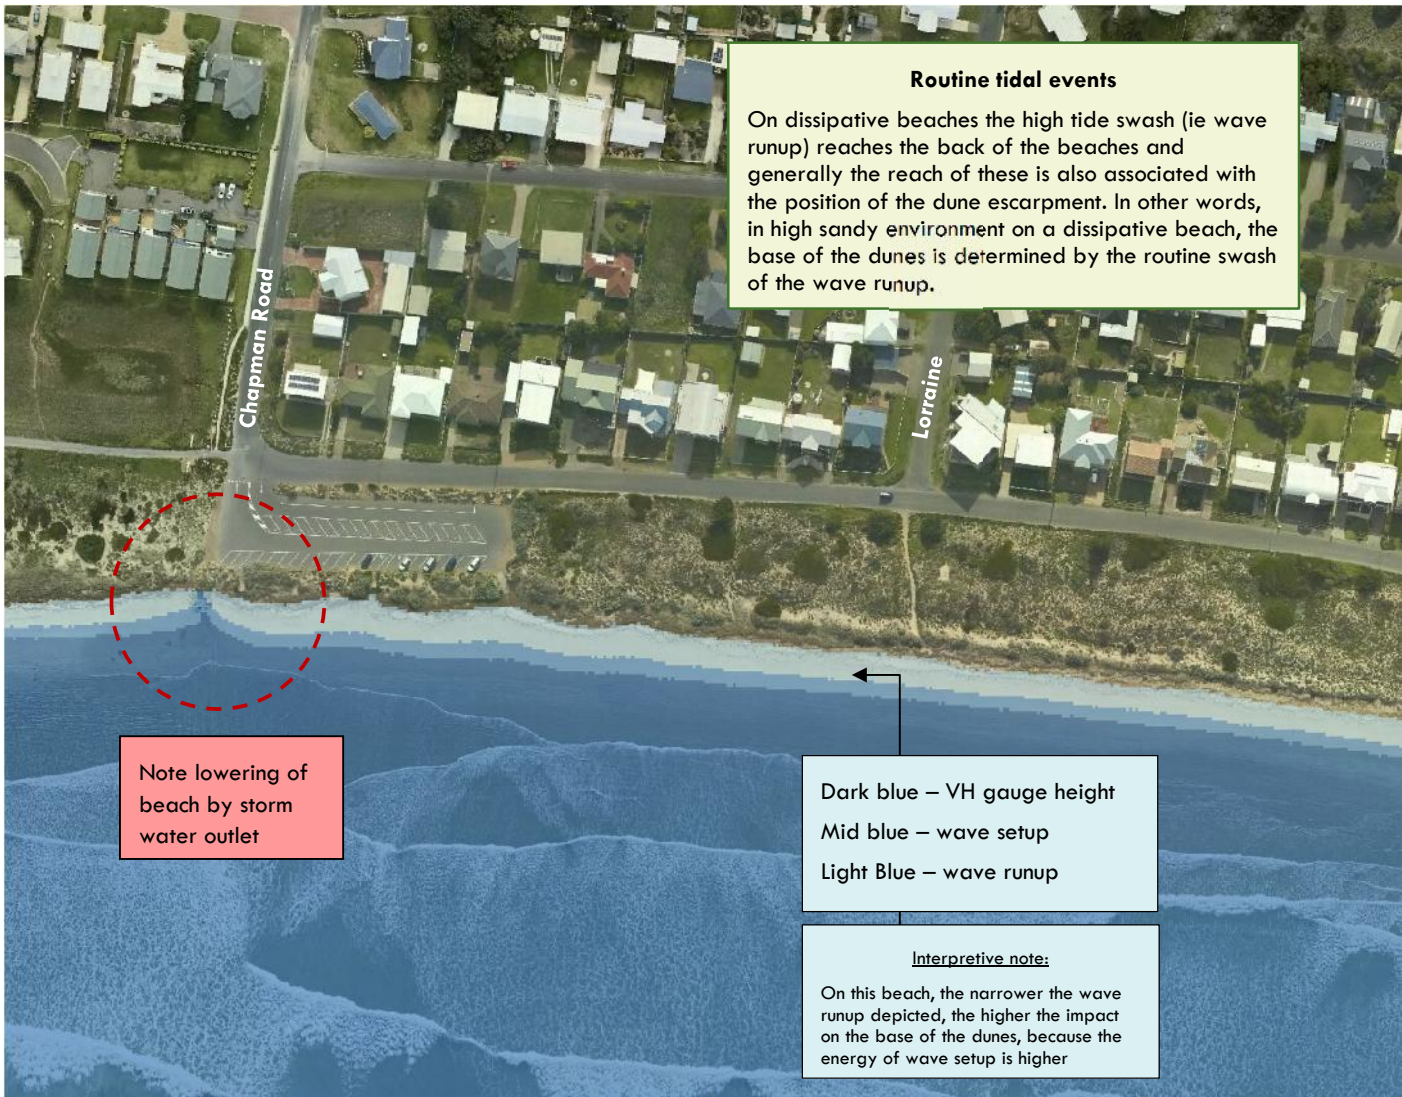 Routine tidal events
On dissipative beaches the high tide swash (ie wave
runup) reaches the back of the beaches and
generally the reach of these is also associated with
the position of the dune escarpment. In other words,
in high sandy environment on a dissipative beach, the
base of the dunes is determined by the routine swash
of the wave runup.
Chapman Road
Lorraine
Note lowering of
beach by storm
water outlet
Dark blue – VH gauge height
Mid blue – wave setup
Light Blue – wave runup
Interpretive note:
On this beach, the narrower the wave
runup depicted, the higher the impact
on the base of the dunes, because the
energy of wave setup is higher